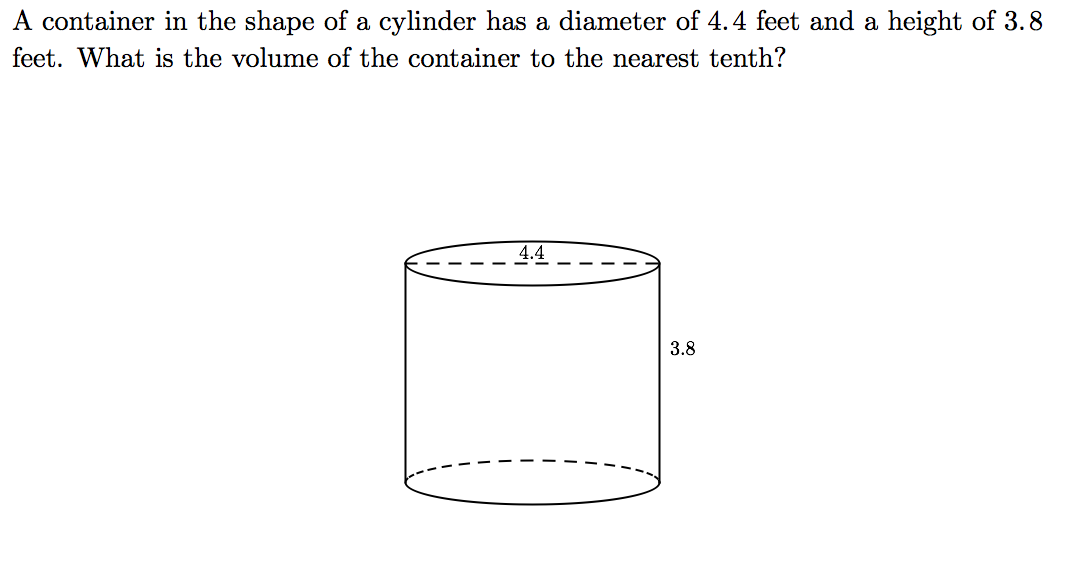 A container in the shape of a cylinder has a diameter of 4.4 feet and a height of 3.8
feet. What is the volume of the container to the nearest tenth?
4.4
3.8